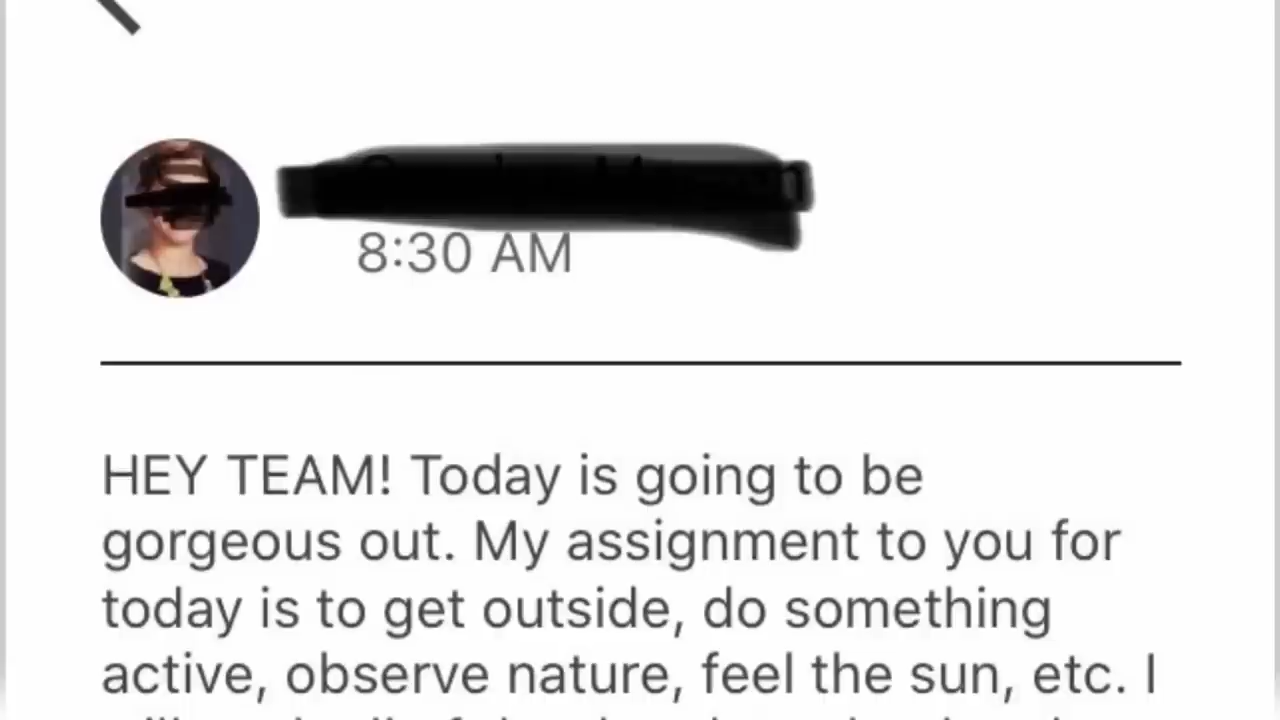 8:30 AM
HEY TEAM! Today is going to be
gorgeous out. My assignment to you for
today is to get outside, do something
active, observe nature, feel the sun, etc. I